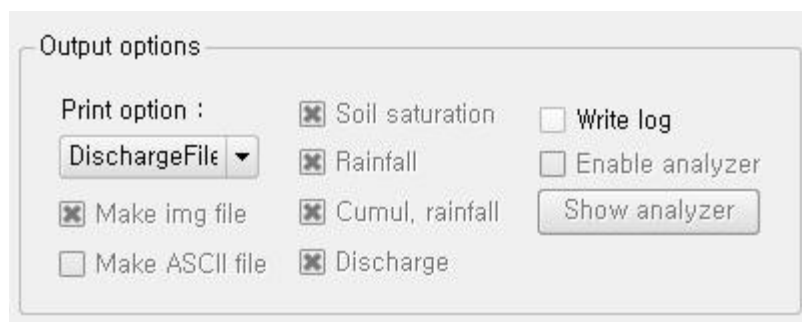 Output options
Print option :
DischargeFile
Make img file
Make ASCII file
Soil saturation
Rainfall
Cumul, rainfall
Discharge
Write log
Enable analyzer
Show analyzer